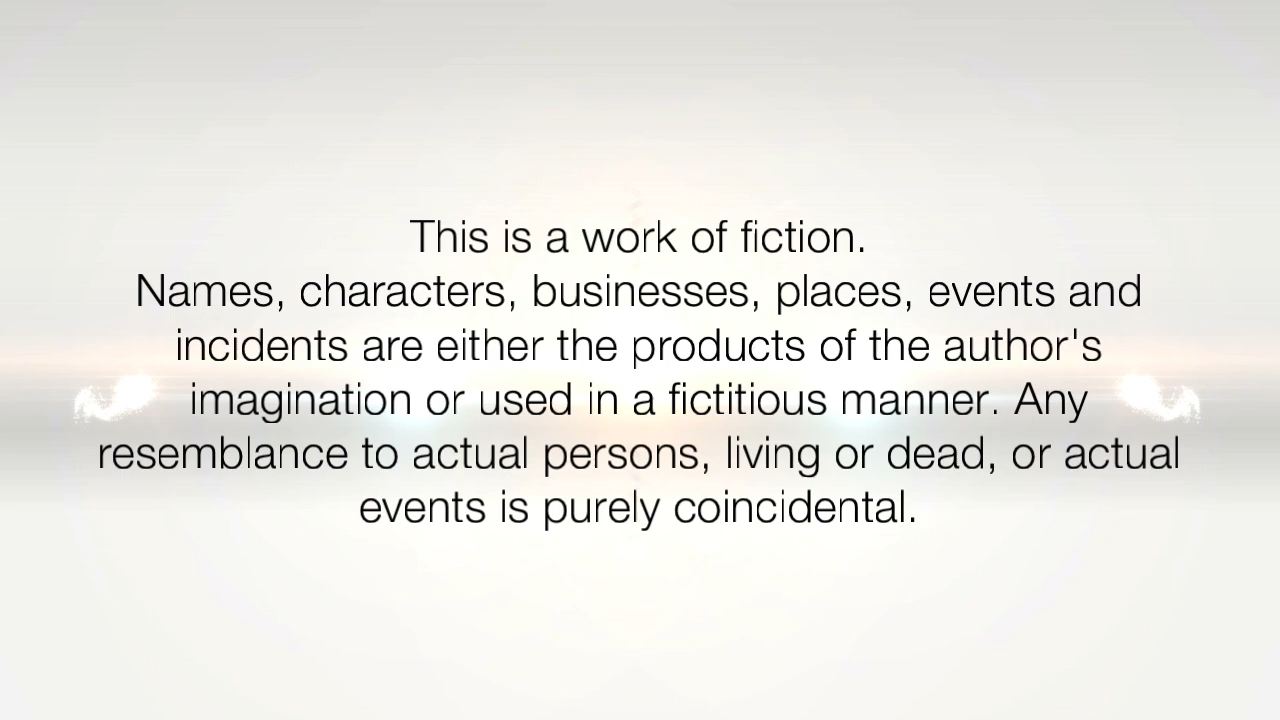 This is a work of fiction.
Names, characters, businesses, places, events and
incidents are either the products of the author's
imagination or used in a fictitious manner. Any
resemblance to actual persons, living or dead, or actual
events is purely coincidental.